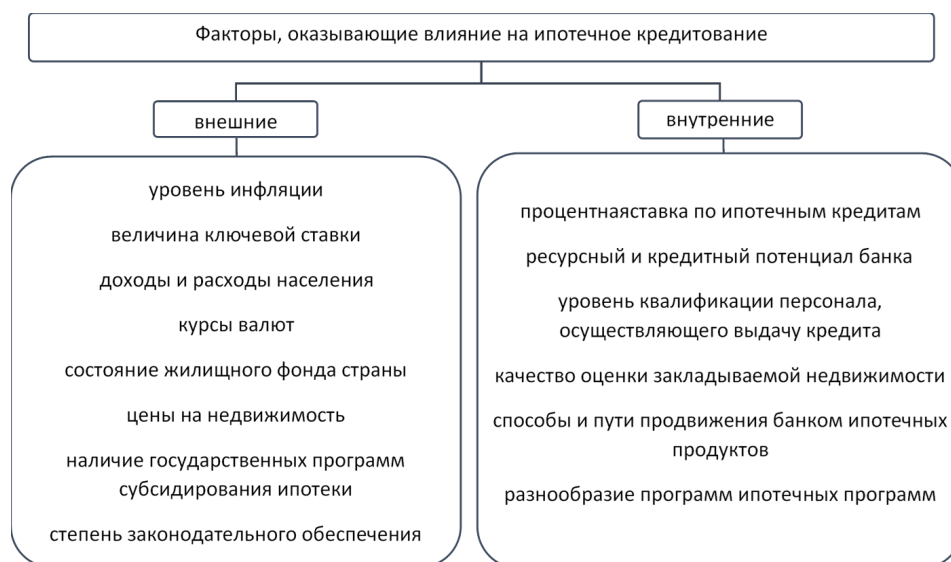 Факторы, оказывающие влияние на ипотечное кредитование
внешние
уровень инфляции
величина ключевой ставки
доходы и расходы населения
курсы валют
состояние жилищного фонда страны
цены на недвижимость
наличие государственных программ
субсидирования ипотеки
степень законодательного обеспечения
внутренние
процентнаяставка по ипотечным кредитам
ресурсный и кредитный потенциал банка
уровень квалификации персонала,
осуществляющего выдачу кредита
качество оценки закладываемой недвижимости
способы и пути продвижения банком ипотечных
продуктов
разнообразие программ ипотечных программ